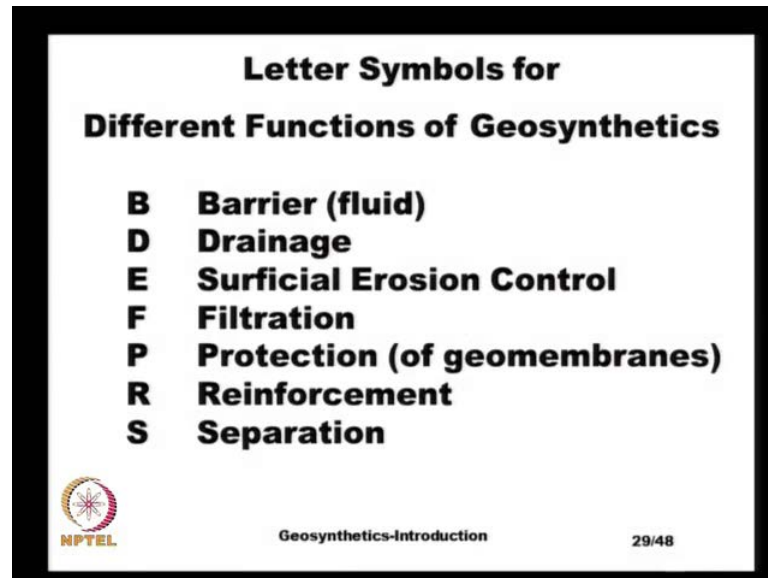 Letter Symbols for
Different Functions of Geosynthetics
B Barrier (fluid)
D Drainage
E Surficial Erosion Control
F Filtration
P Protection (of geomembranes)
R Reinforcement
S Separation
NPTEL
Geosynthetics-Introduction 29/48